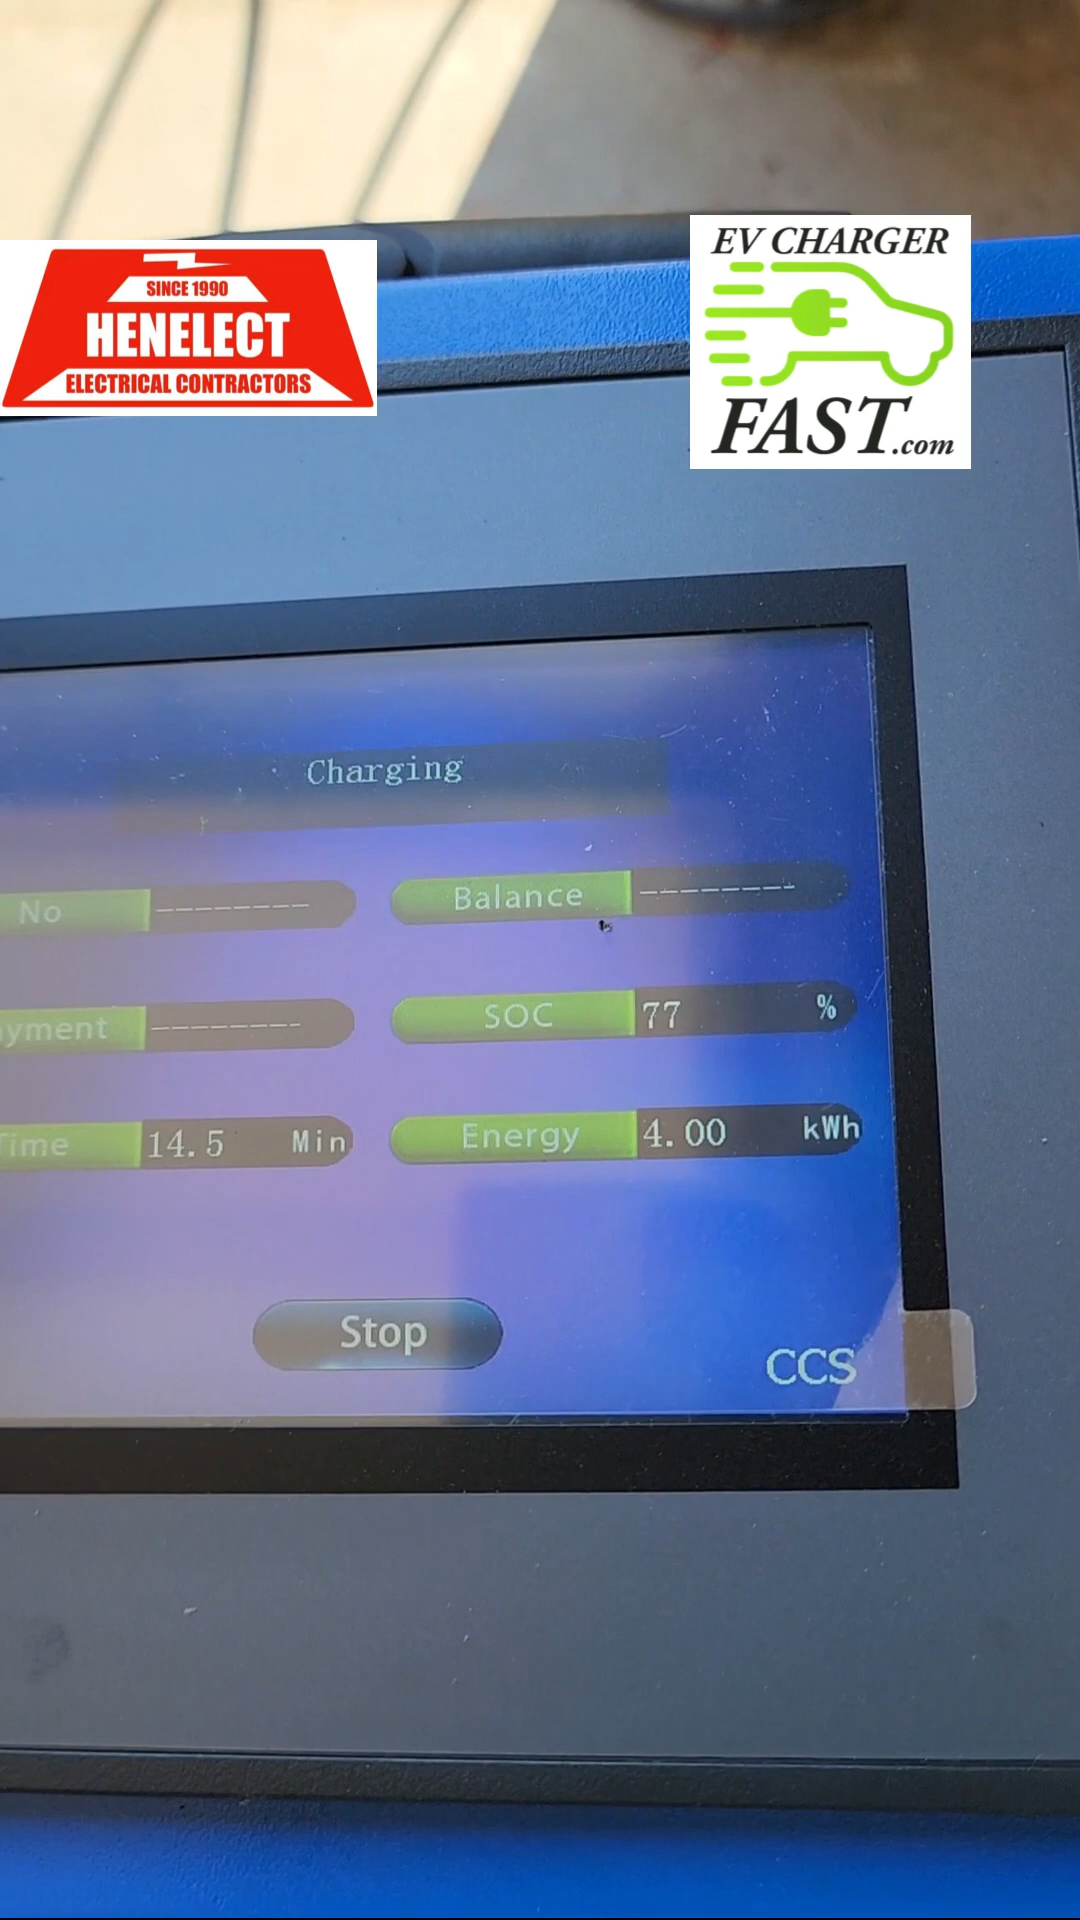 SINCE 1990
HENELECT
ELECTRICAL CONTRACTORS
EV CHARGER
FAST.com
Charging
No --------
Balance --------
yment --------
SOC 77 %
Time 14.5 Min
Energy 4.00 kWh
Stop
CCS